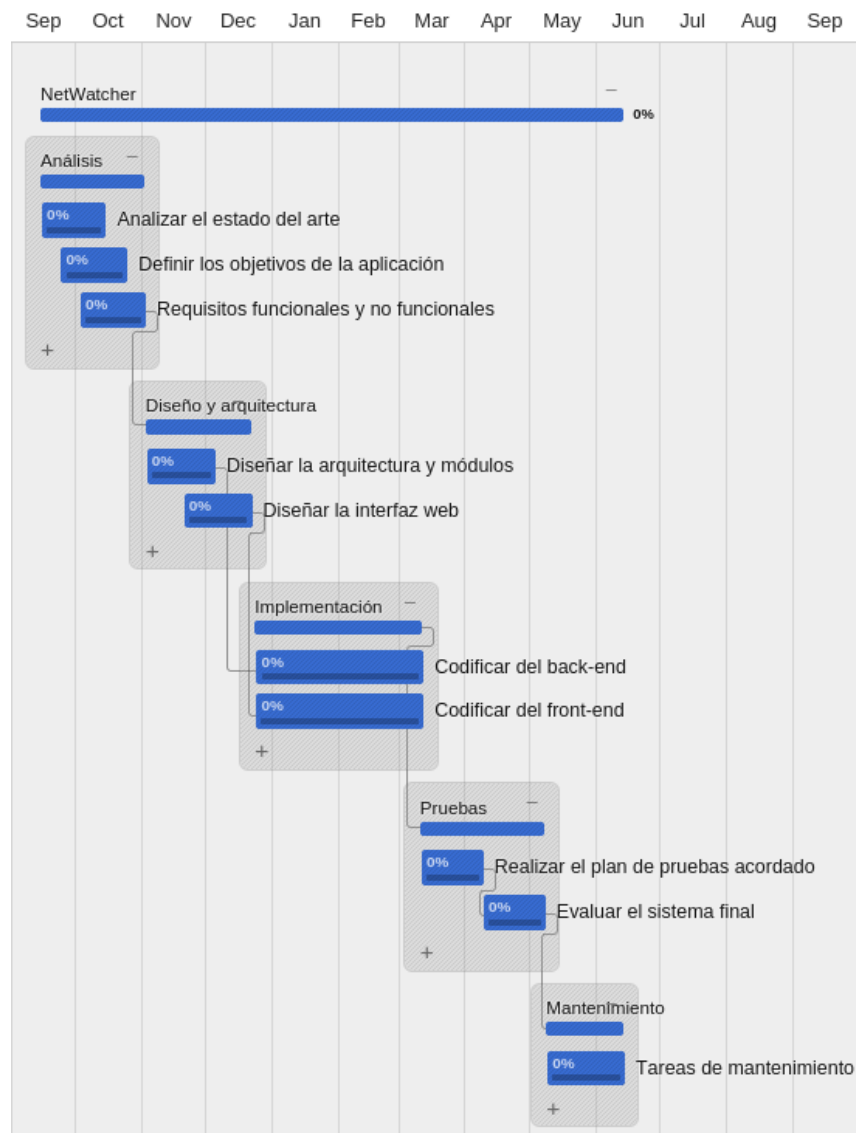 Sep Oct Nov Dec Jan Feb Mar Apr May Jun Jul Aug Sep
NetWatcher
0%
Análisis
0% Analizar el estado del arte
0% Definir los objetivos de la aplicación
0% Requisitos funcionales y no funcionales
+
Diseño y arquitectura
0% Diseñar la arquitectura y módulos
0% Diseñar la interfaz web
+
Implementación
0% Codificar del back-end
0% Codificar del front-end
+
Pruebas
0% Realizar el plan de pruebas acordado
0% Evaluar el sistema final
+
Mantenimiento
0% Tareas de mantenimiento
+